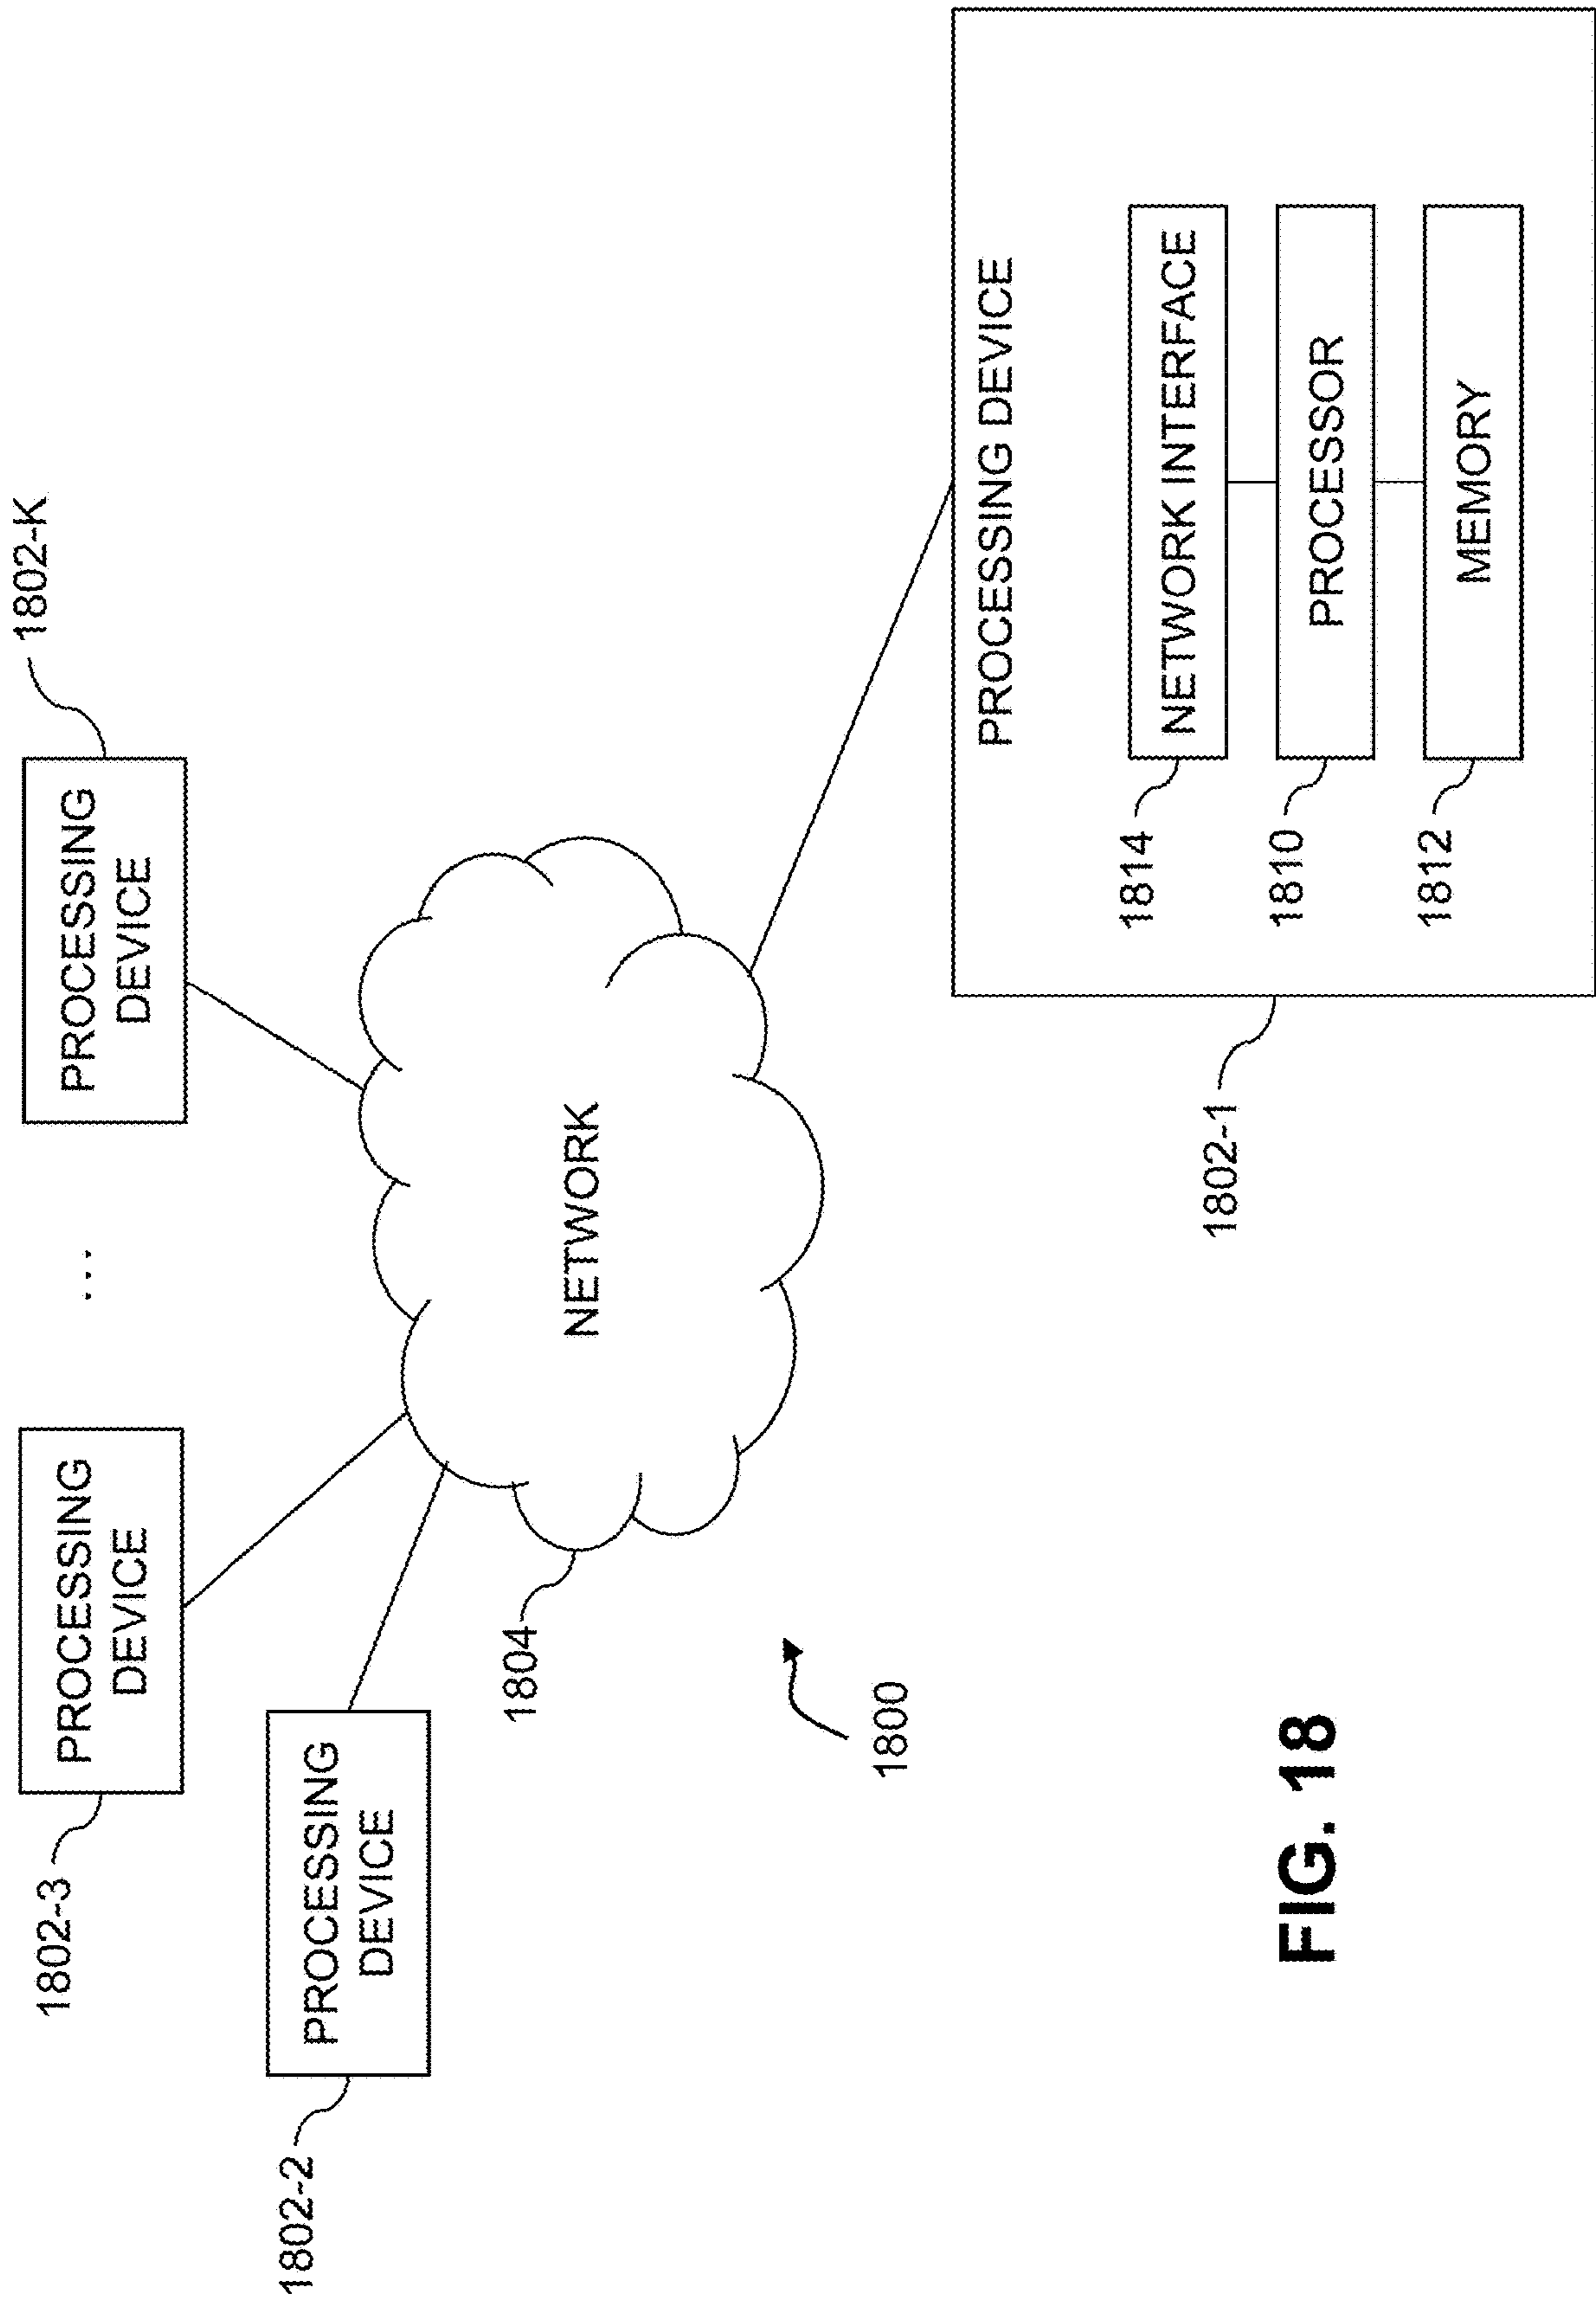 1802-2
PROCESSING
DEVICE
1802-3
PROCESSING
DEVICE
...
1802-K
PROCESSING
DEVICE
1804
NETWORK
1800
1802-1
PROCESSING DEVICE
1814
NETWORK INTERFACE
1810
PROCESSOR
1812
MEMORY
FIG. 18